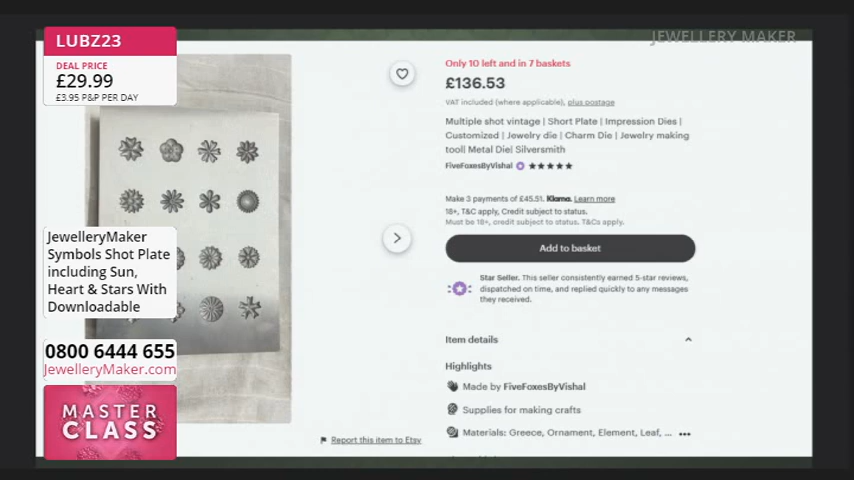 LUBZ23
DEAL PRICE
£29.99
£3.95 P&P PER DAY
JEWELLERY MAKER
Only 10 left and in 7 baskets
£136.53
VAT included (where applicable), plus postage
Multiple shot vintage | Short Plate | Impression Dies |
Customized | Jewelry die | Charm Die | Jewelry making
tool| Metal Die| Silversmith
FiveFoxesByVishal
Make 3 payments of £45.51. Klarna. Learn more
18+, T&C apply, Credit subject to status.
Must be 18+, credit subject to status. T&Cs apply.
Add to basket
Star Seller. This seller consistently earned 5-star reviews,
dispatched on time, and replied quickly to any messages
they received.
Item details
Highlights
Made by FiveFoxesByVishal
Supplies for making crafts
Materials: Greece, Ornament, Element, Leaf, ...
Report this item to Etsy
JewelleryMaker
Symbols Shot Plate
including Sun,
Heart & Stars With
Downloadable
0800 6444 655
JewelleryMaker.com
MASTER
CLASS